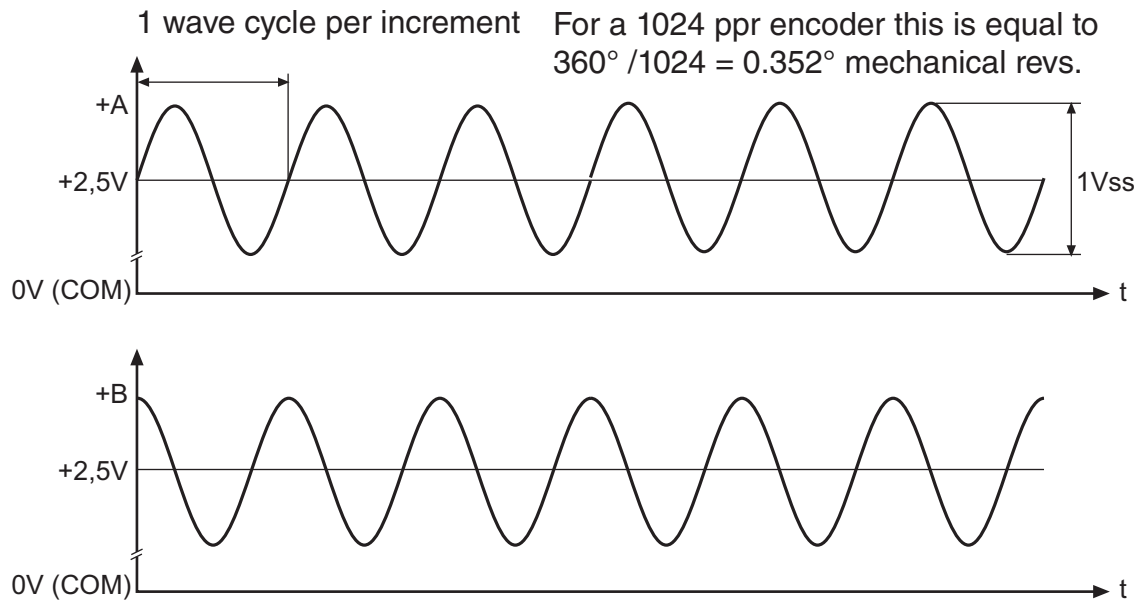 1 wave cycle per increment
For a 1024 ppr encoder this is equal to
360° /1024 = 0.352° mechanical revs.
+A
+2,5V
1Vss
0V (COM)
t
+B
+2,5V
0V (COM)
t